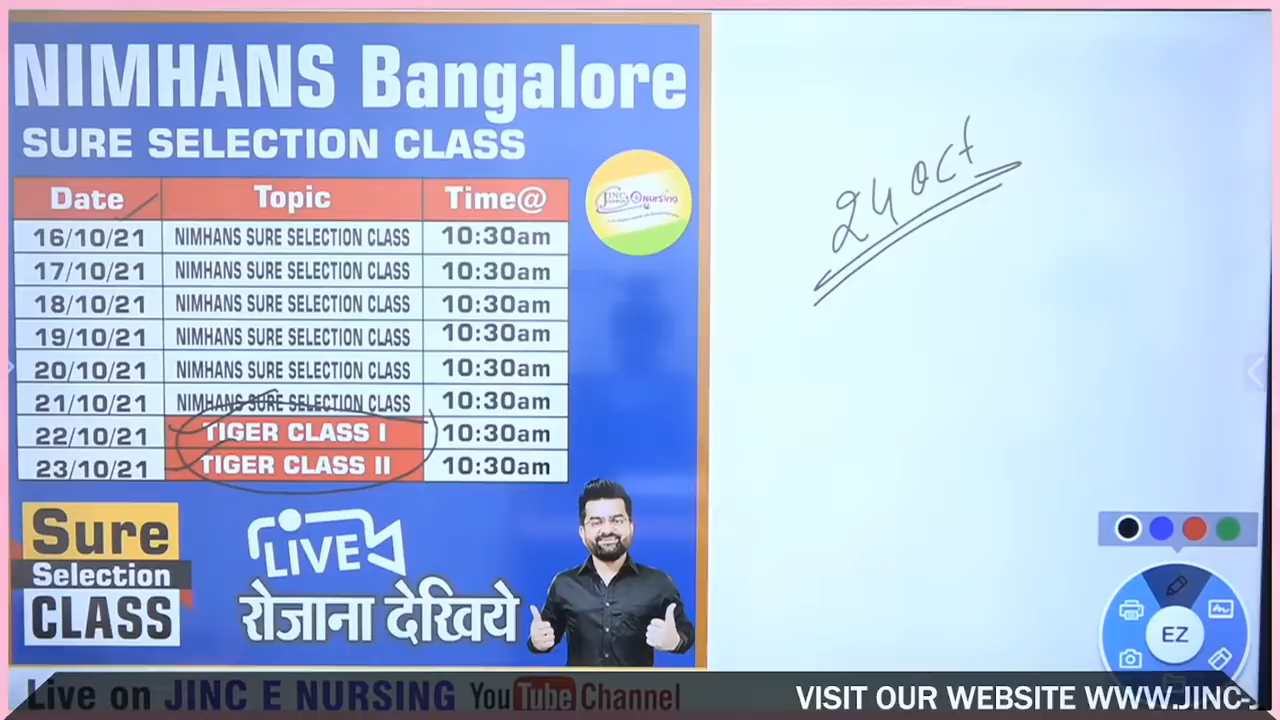 NIMHANS Bangalore
SURE SELECTION CLASS
Date Topic Time@
16/10/21 NIMHANS SURE SELECTION CLASS 10:30am
17/10/21 NIMHANS SURE SELECTION CLASS 10:30am
18/10/21 NIMHANS SURE SELECTION CLASS 10:30am
19/10/21 NIMHANS SURE SELECTION CLASS 10:30am
20/10/21 NIMHANS SURE SELECTION CLASS 10:30am
21/10/21 NIMHANS SURE SELECTION CLASS 10:30am
22/10/21 TIGER CLASS I 10:30am
23/10/21 TIGER CLASS II 10:30am
JINC Enursing
24 Oct
Sure
Selection
CLASS
LIVE
रोजाना देखिये
EZ
Live on JINC E NURSING YouTube Channel
VISIT OUR WEBSITE WWW.JINC-J